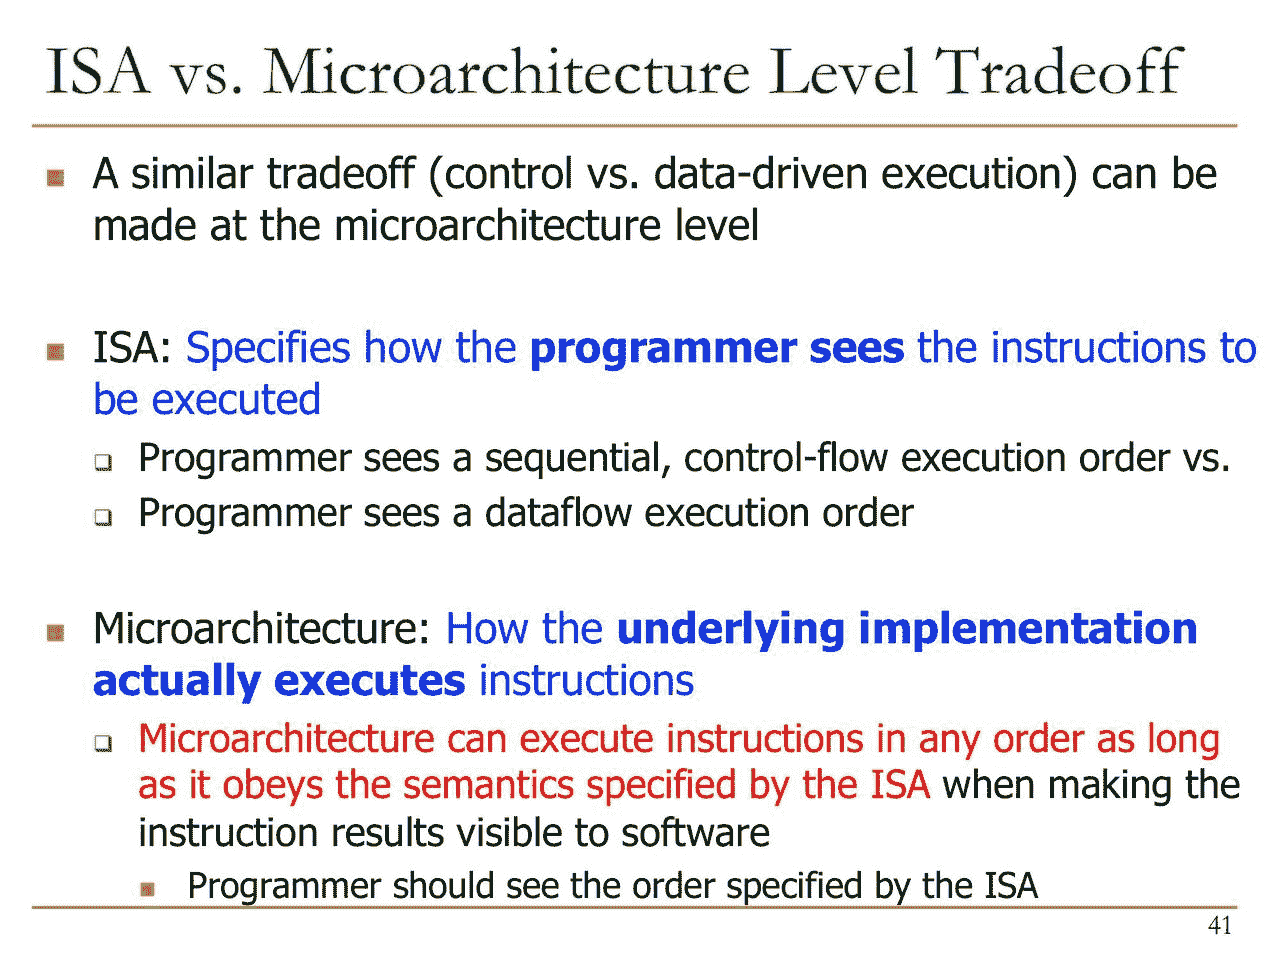 ISA vs. Microarchitecture Level Tradeoff
A similar tradeoff (control vs. data-driven execution) can be
made at the microarchitecture level
ISA: Specifies how the programmer sees the instructions to
be executed
Programmer sees a sequential, control-flow execution order vs.
Programmer sees a dataflow execution order
Microarchitecture: How the underlying implementation
actually executes instructions
Microarchitecture can execute instructions in any order as long
as it obeys the semantics specified by the ISA when making the
instruction results visible to software
Programmer should see the order specified by the ISA
41